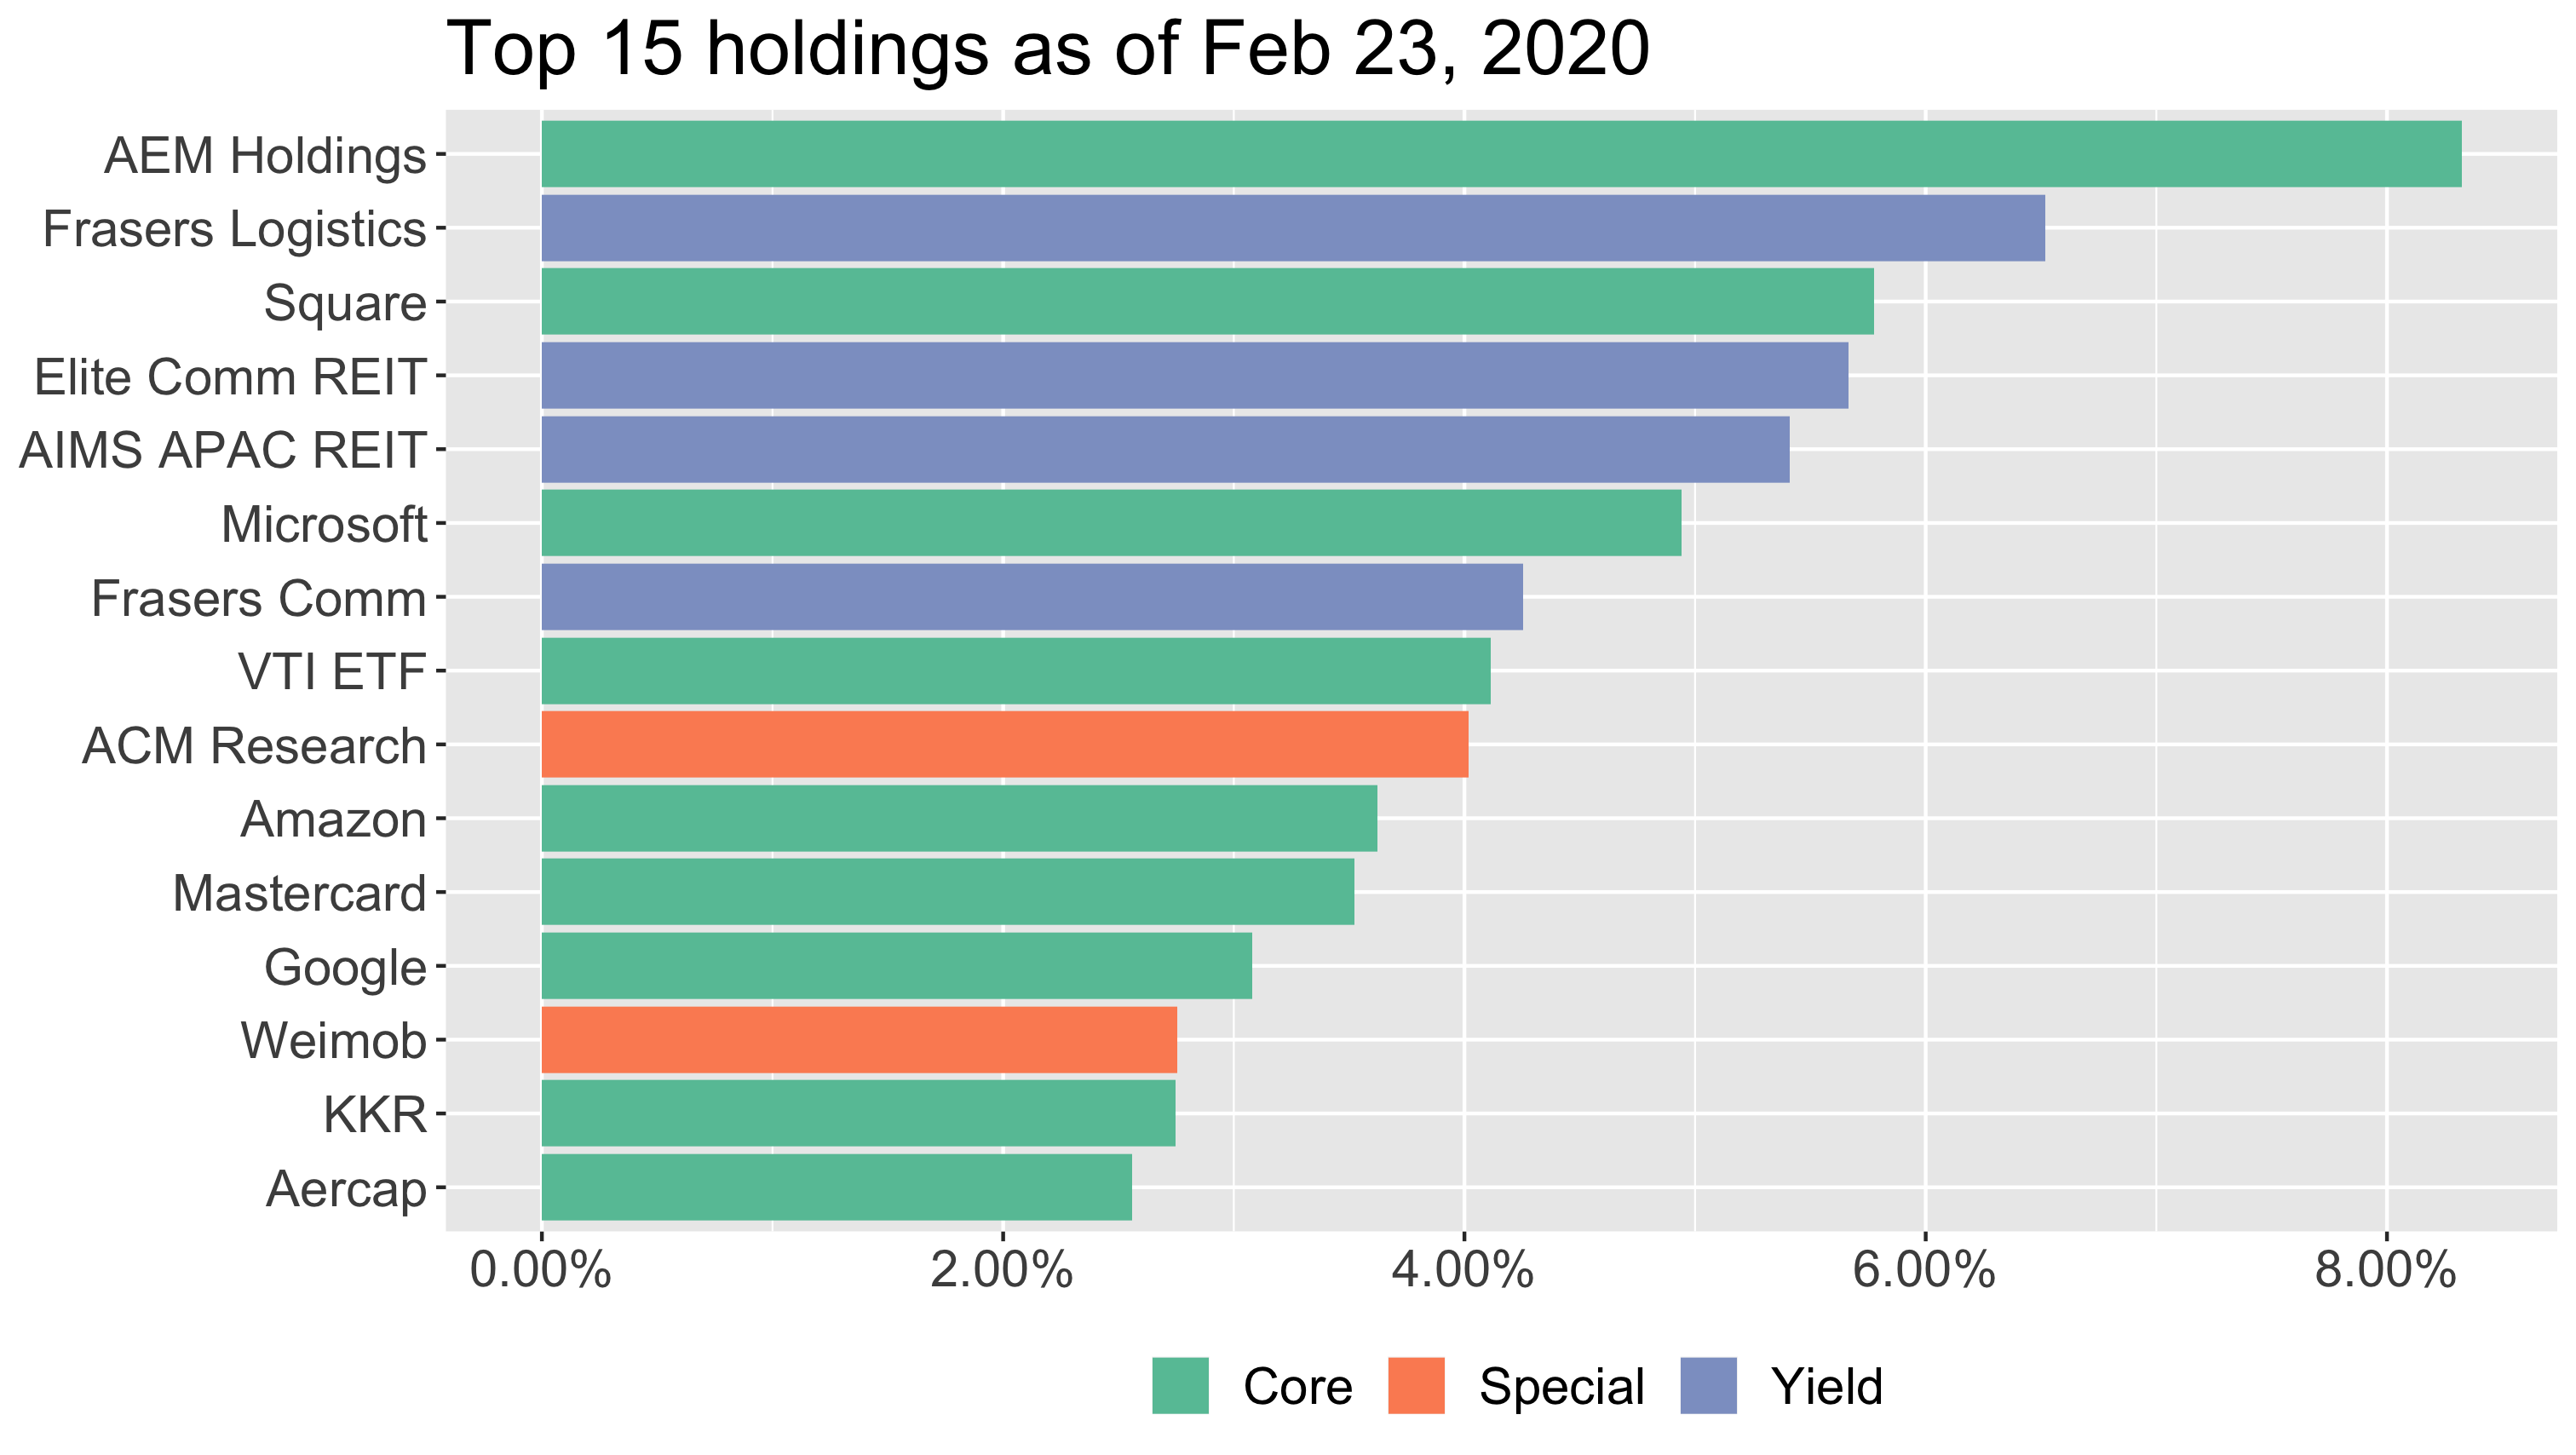 Top 15 holdings as of Feb 23, 2020
AEM Holdings
Frasers Logistics
Square
Elite Comm REIT
AIMS APAC REIT
Microsoft
Frasers Comm
VTI ETF
ACM Research
Amazon
Mastercard
Google
Weimob
KKR
Aercap
0.00% 2.00% 4.00% 6.00% 8.00%
Core Special Yield